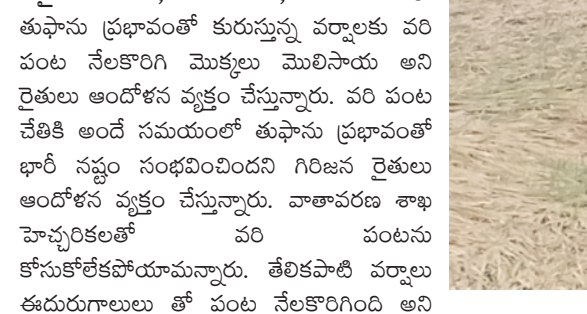 తుఫాను ప్రభావంతో కురుస్తున్న వర్షాలకు వరి
పంట నేలకొరిగి మొక్కలు మొలిసాయ అని
రైతులు ఆందోళన వ్యక్తం చేస్తున్నారు. వరి పంట
చేతికి అందే సమయంలో తుఫాను ప్రభావంతో
భారీ నష్టం సంభవించిందని గిరిజన రైతులు
ఆందోళన వ్యక్తం చేస్తున్నారు. వాతావరణ శాఖ
హెచ్చరికలతో వరి పంటను
కోసుకోలేకపోయామన్నారు. తేలికపాటి వర్షాలు
ఈదురుగాలులు తో పంట నేలకొరిగింది అని